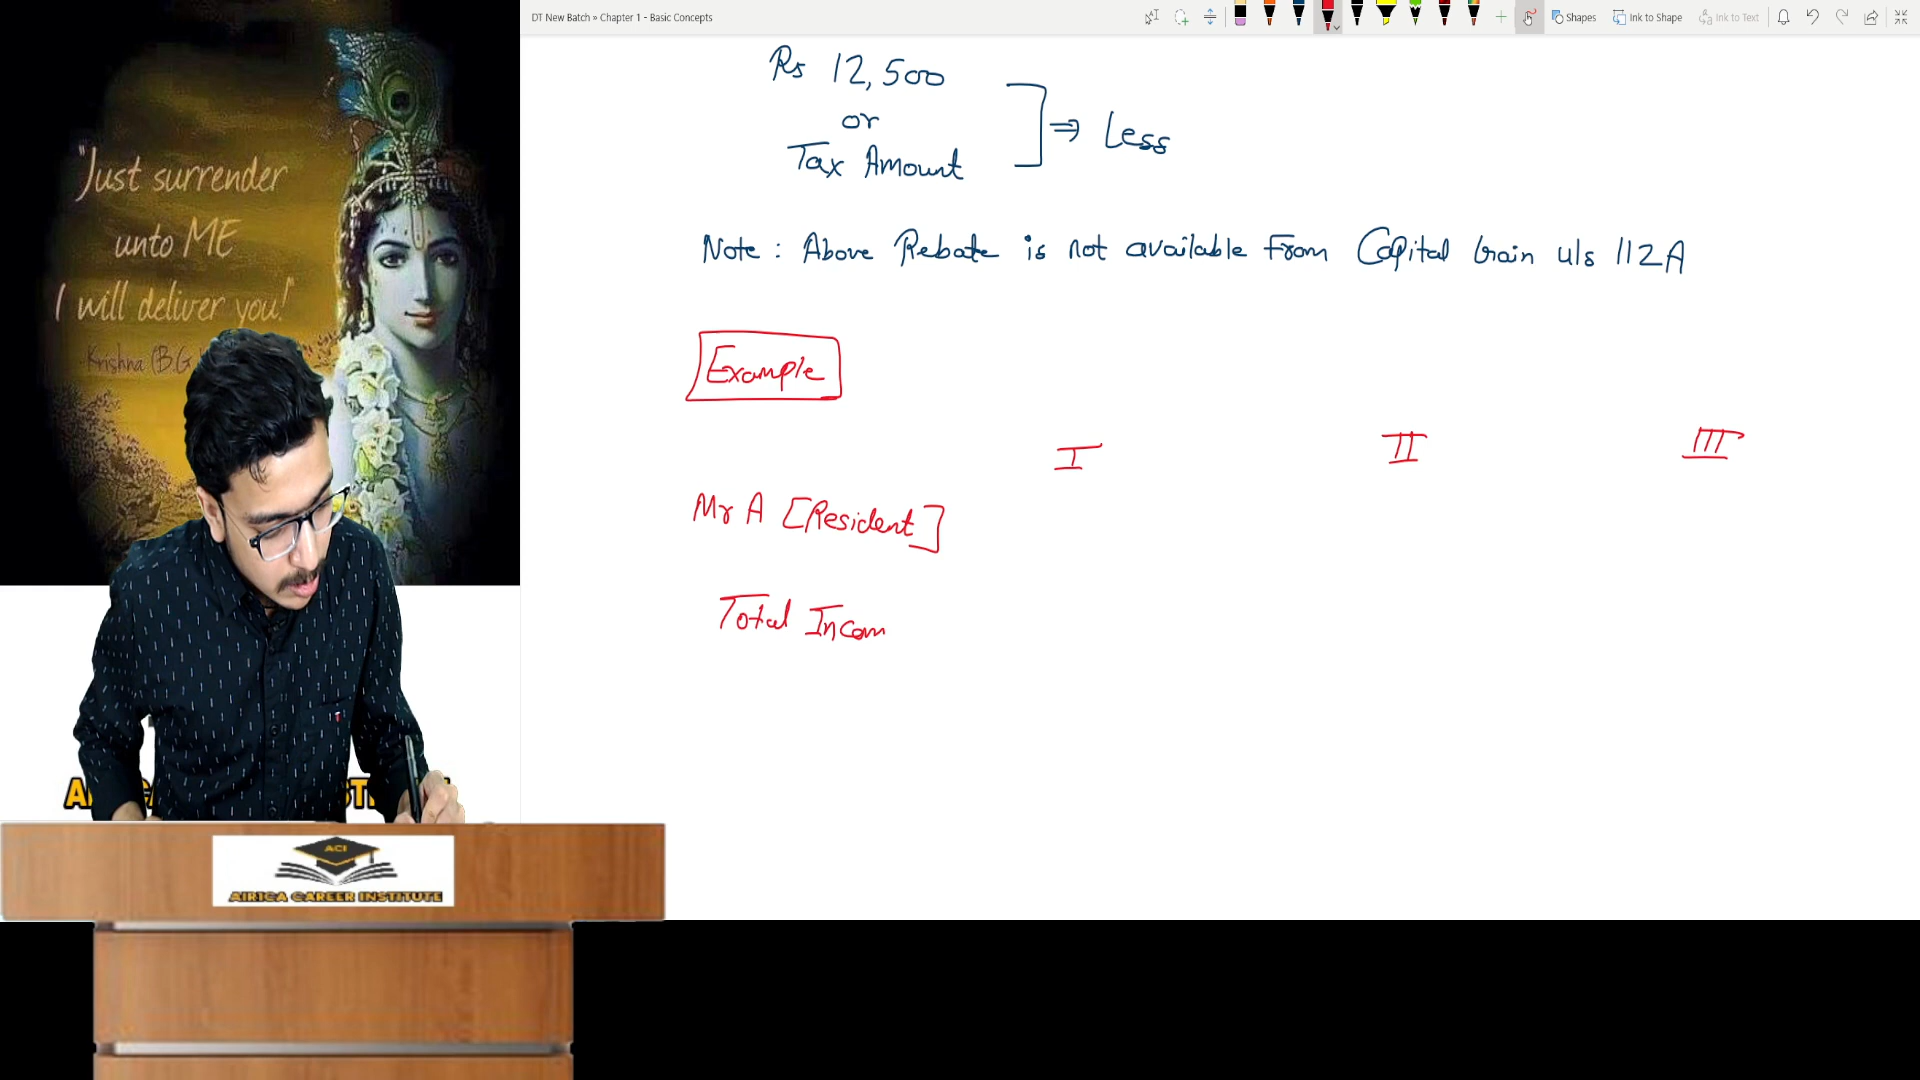 DT New Batch » Chapter 1 - Basic Concepts
Shapes
Ink to Shape
Ink to Text
Rs 12,500
or
Tax Amount
⇒ Less
Note : Above Rebate is not available from Capital Gain u/s 112A
Example
I II III
Mr A [Resident]
Total Incom
"Just surrender
unto ME
I will deliver you!"
Krishna (B.G
ACI
AIRICA CAREER INSTITUTE